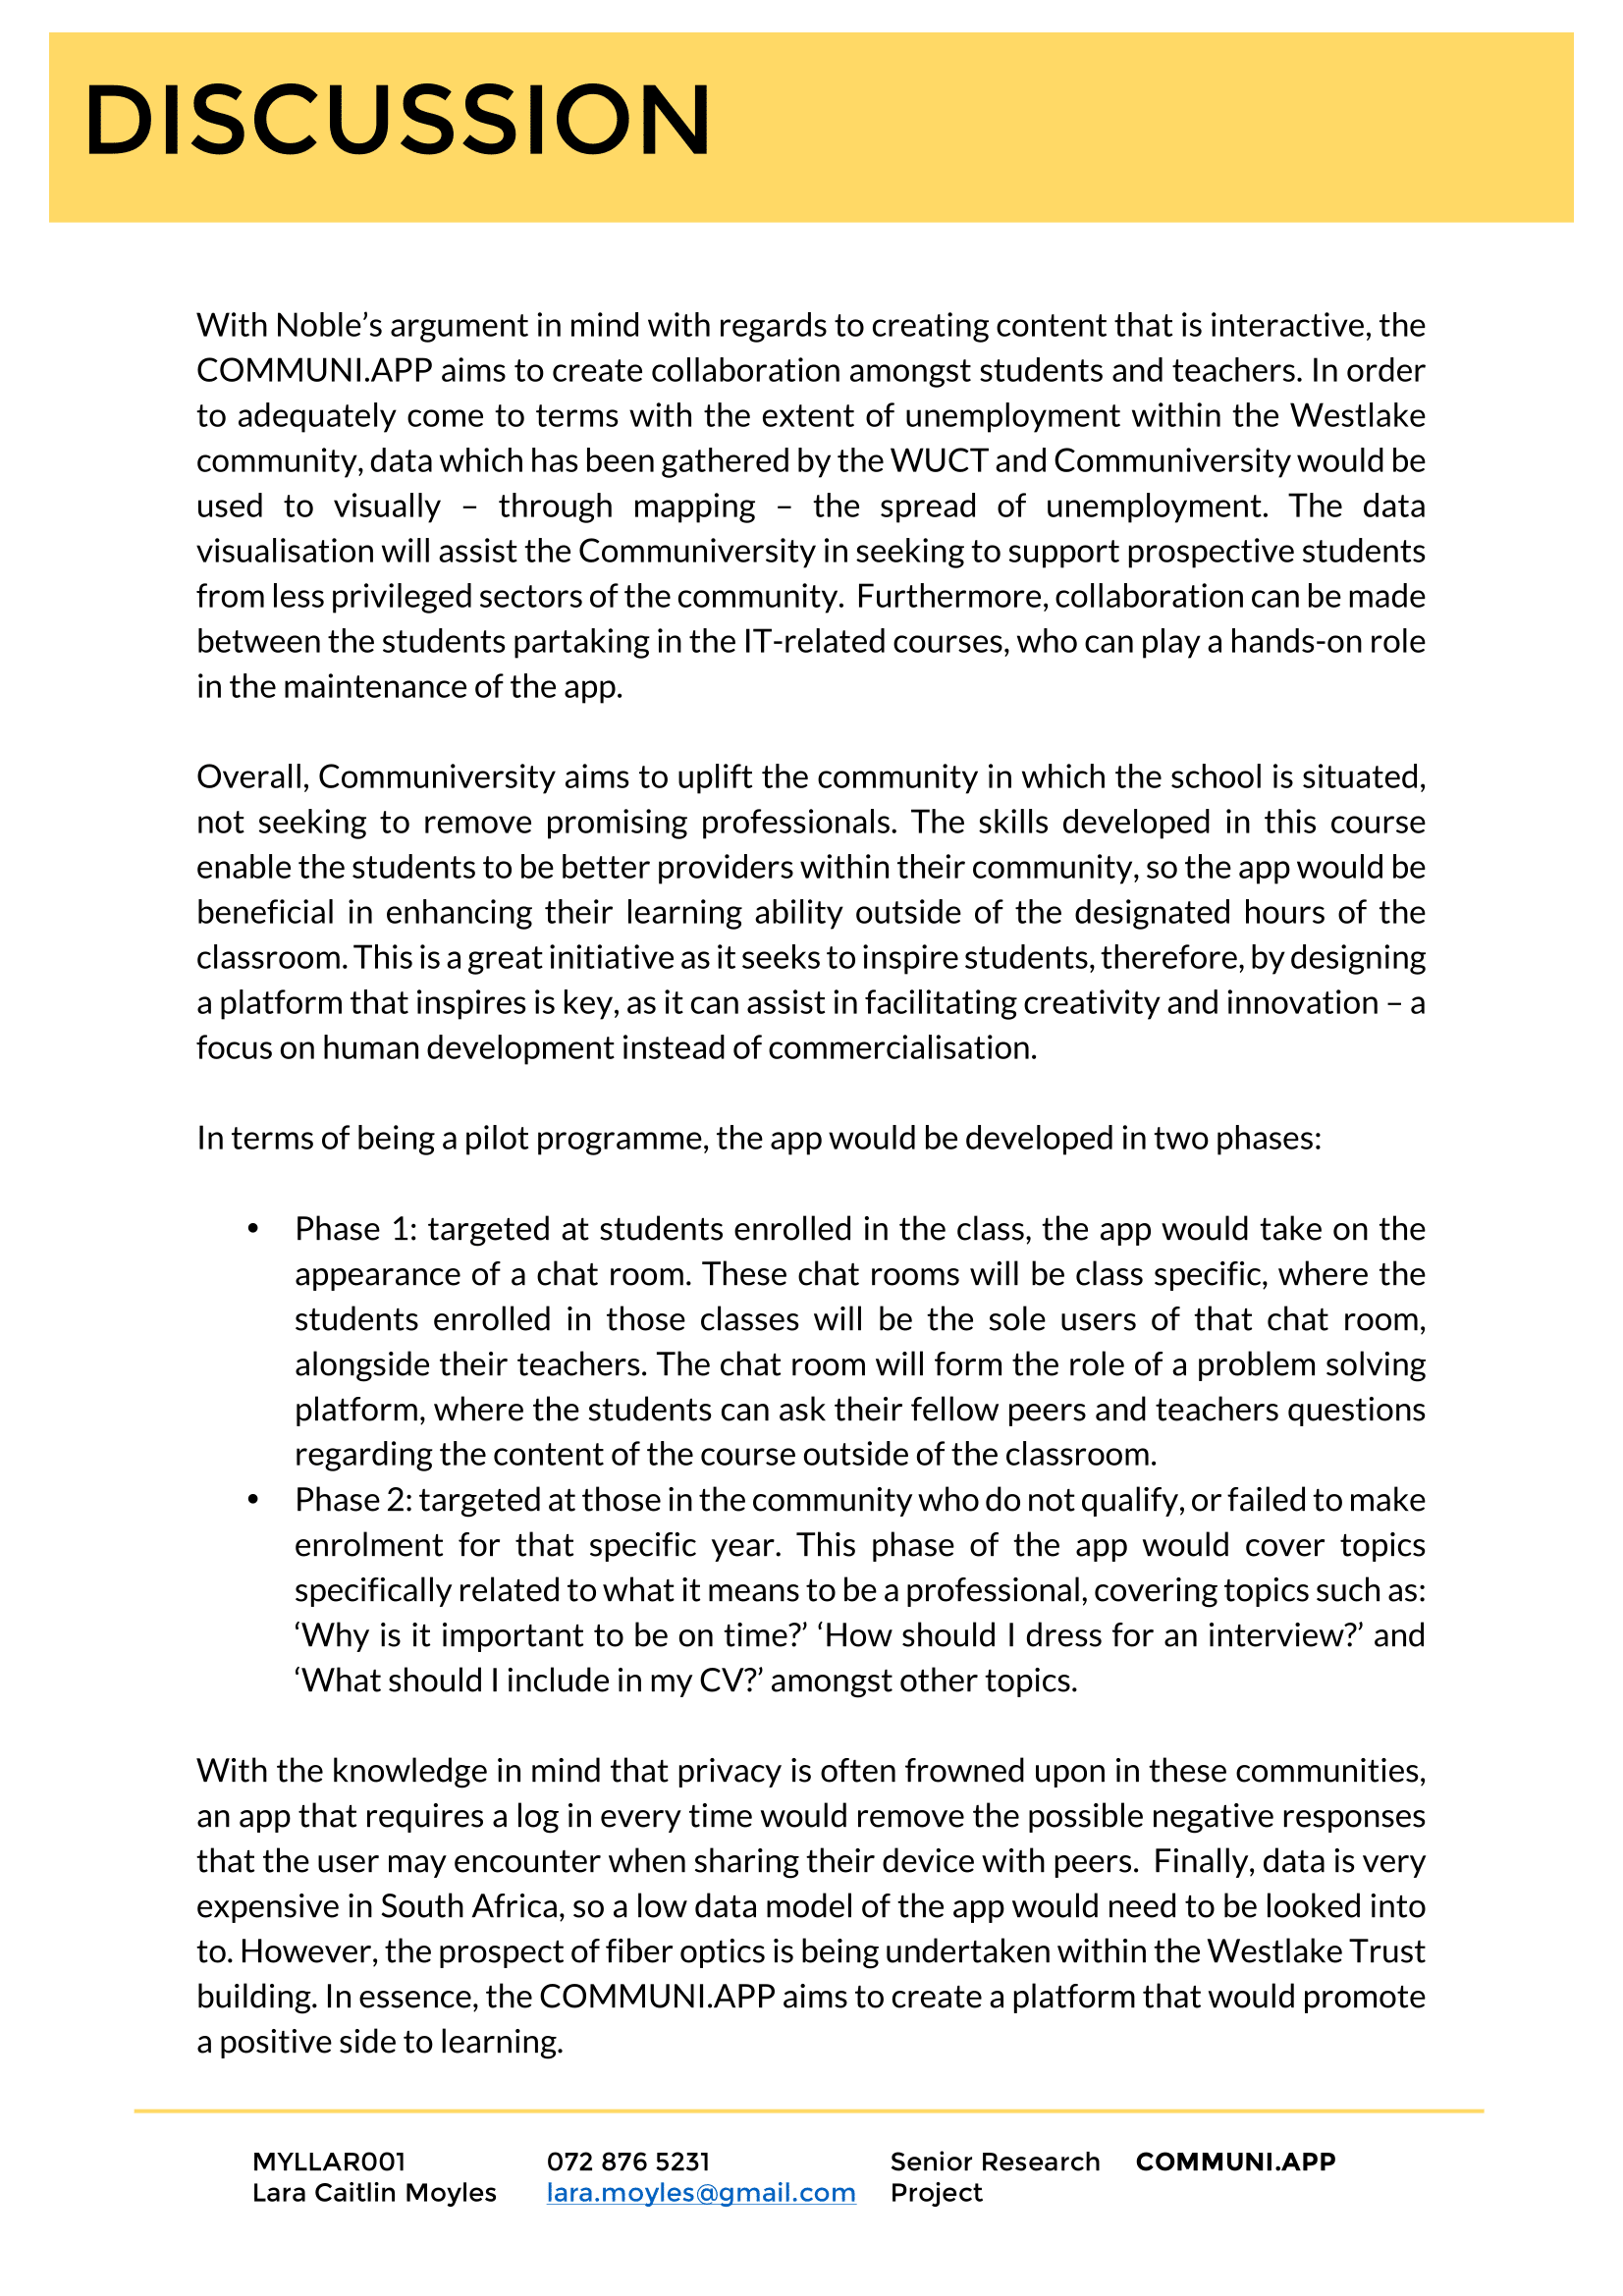 DISCUSSION
With Noble’s argument in mind with regards to creating content that is interactive, the
COMMUNI.APP aims to create collaboration amongst students and teachers. In order
to adequately come to terms with the extent of unemployment within the Westlake
community, data which has been gathered by the WUCT and Communiversity would be
used to visually – through mapping – the spread of unemployment. The data
visualisation will assist the Communiversity in seeking to support prospective students
from less privileged sectors of the community.  Furthermore, collaboration can be made
between the students partaking in the IT-related courses, who can play a hands-on role
in the maintenance of the app.
Overall, Communiversity aims to uplift the community in which the school is situated,
not seeking to remove promising professionals. The skills developed in this course
enable the students to be better providers within their community, so the app would be
beneficial in enhancing their learning ability outside of the designated hours of the
classroom. This is a great initiative as it seeks to inspire students, therefore, by designing
a platform that inspires is key, as it can assist in facilitating creativity and innovation – a
focus on human development instead of commercialisation.
In terms of being a pilot programme, the app would be developed in two phases:
• Phase 1: targeted at students enrolled in the class, the app would take on the
appearance of a chat room. These chat rooms will be class specific, where the
students enrolled in those classes will be the sole users of that chat room,
alongside their teachers. The chat room will form the role of a problem solving
platform, where the students can ask their fellow peers and teachers questions
regarding the content of the course outside of the classroom.
• Phase 2: targeted at those in the community who do not qualify, or failed to make
enrolment for that specific year. This phase of the app would cover topics
specifically related to what it means to be a professional, covering topics such as:
‘Why is it important to be on time?’ ‘How should I dress for an interview?’ and
‘What should I include in my CV?’ amongst other topics.
With the knowledge in mind that privacy is often frowned upon in these communities,
an app that requires a log in every time would remove the possible negative responses
that the user may encounter when sharing their device with peers.  Finally, data is very
expensive in South Africa, so a low data model of the app would need to be looked into
to. However, the prospect of fiber optics is being undertaken within the Westlake Trust
building. In essence, the COMMUNI.APP aims to create a platform that would promote
a positive side to learning.
MYLLAR001
Lara Caitlin Moyles
072 876 5231
lara.moyles@gmail.com
Senior Research
Project
COMMUNI.APP